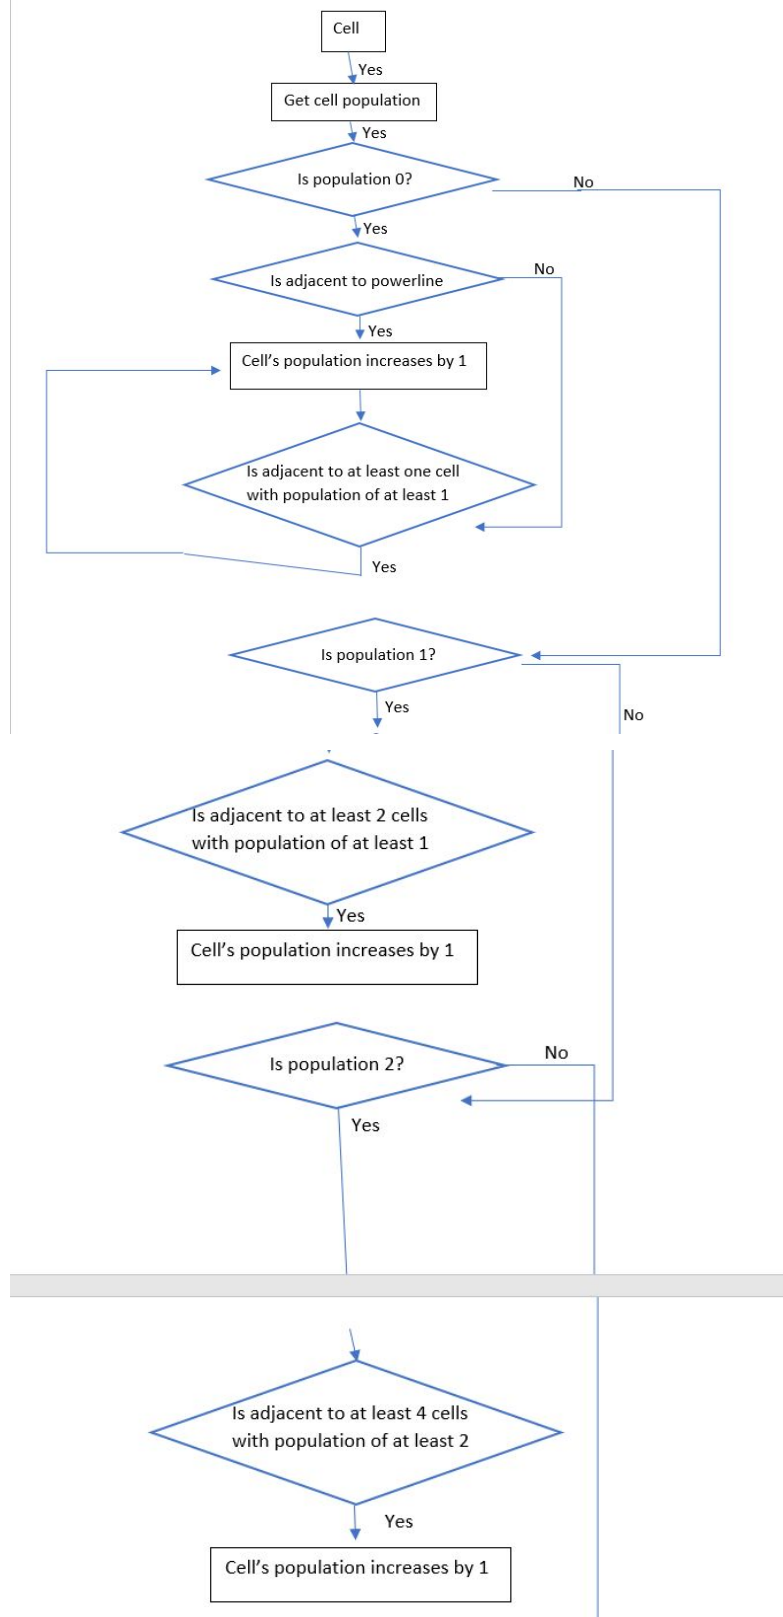 Cell
Yes
Get cell population
Yes
Is population 0?
No
Yes
Is adjacent to powerline
No
Yes
Cell's population increases by 1
Is adjacent to at least one cell
with population of at least 1
Yes
Is population 1?
Yes
No
Is adjacent to at least 2 cells
with population of at least 1
Yes
Cell's population increases by 1
Is population 2?
No
Yes
Is adjacent to at least 4 cells
with population of at least 2
Yes
Cell's population increases by 1